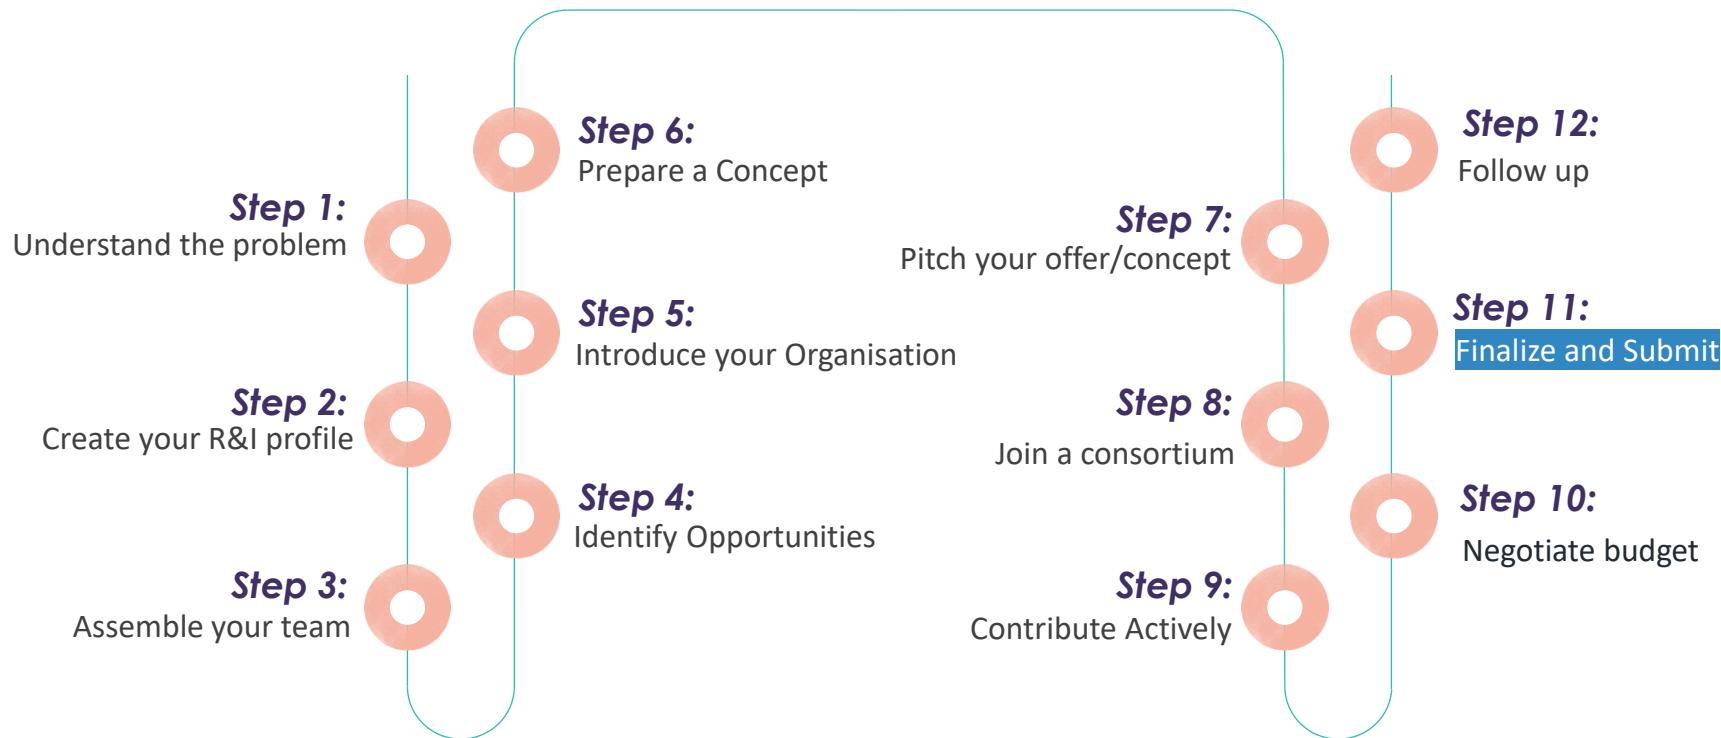 Step 1:
Understand the problem
Step 2:
Create your R&I profile
Step 3:
Assemble your team
Step 4:
Identify Opportunities
Step 5:
Introduce your Organisation
Step 6:
Prepare a Concept
Step 7:
Pitch your offer/concept
Step 8:
Join a consortium
Step 9:
Contribute Actively
Step 10:
Negotiate budget
Step 11:
Finalize and Submit
Step 12:
Follow up